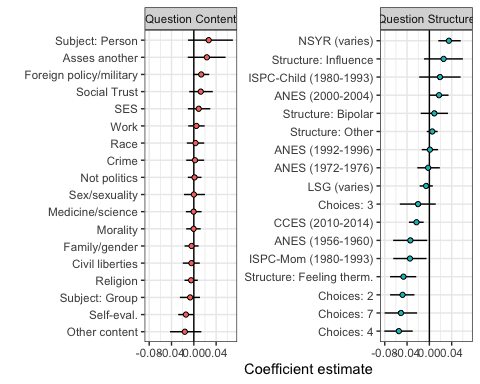 Question Content
Subject: Person
Asses another
Foreign policy/military
Social Trust
SES
Work
Race
Crime
Not politics
Sex/sexuality
Medicine/science
Morality
Family/gender
Civil liberties
Religion
Subject: Group
Self-eval.
Other content
-0.08-0.040.000.04
Question Structure
NSYR (varies)
Structure: Influence
ISPC-Child (1980-1993)
ANES (2000-2004)
Structure: Bipolar
Structure: Other
ANES (1992-1996)
ANES (1972-1976)
LSG (varies)
Choices: 3
CCES (2010-2014)
ANES (1956-1960)
ISPC-Mom (1980-1993)
Structure: Feeling therm.
Choices: 2
Choices: 7
Choices: 4
-0.08-0.040.000.04
Coefficient estimate